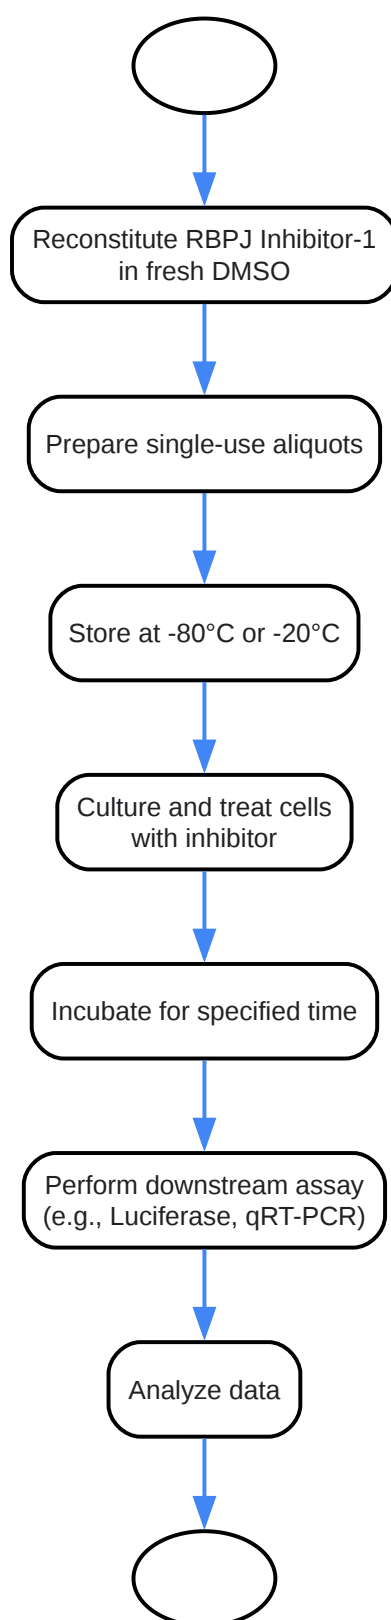 Reconstitute RBPJ Inhibitor-1
in fresh DMSO
Prepare single-use aliquots
Store at -80°C or -20°C
Culture and treat cells
with inhibitor
Incubate for specified time
Perform downstream assay
(e.g., Luciferase, qRT-PCR)
Analyze data